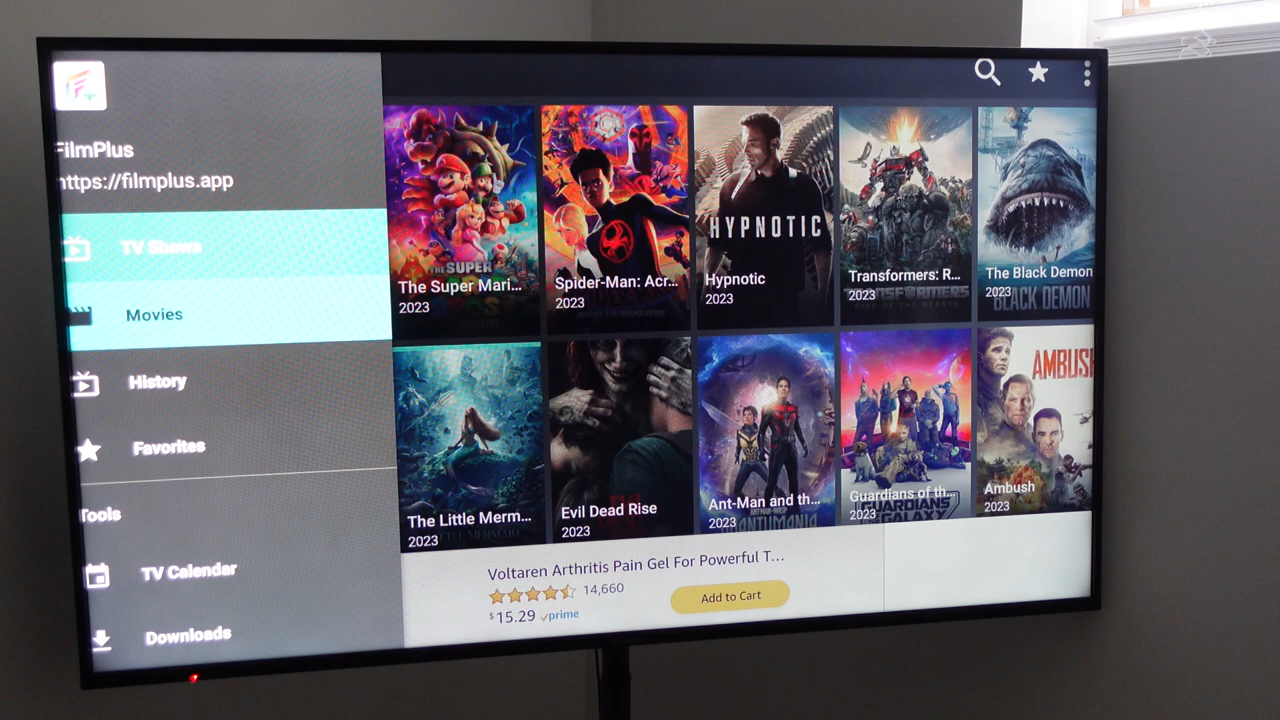 FilmPlus
https://filmplus.app
TV Shows
Movies
History
Favorites
Tools
TV Calendar
Downloads
The Super Mari...
2023
Spider-Man: Acr...
2023
HYPNOTIC
Hypnotic
2023
Transformers: R...
2023
The Black Demon
2023
BLACK DEMON
The Little Merm...
2023
Evil Dead Rise
2023
Ant-Man and th...
2023
Guardians of th...
2023
AMBUSH
Ambush
2023
Voltaren Arthritis Pain Gel For Powerful T...
14,660
$15.29 prime
Add to Cart